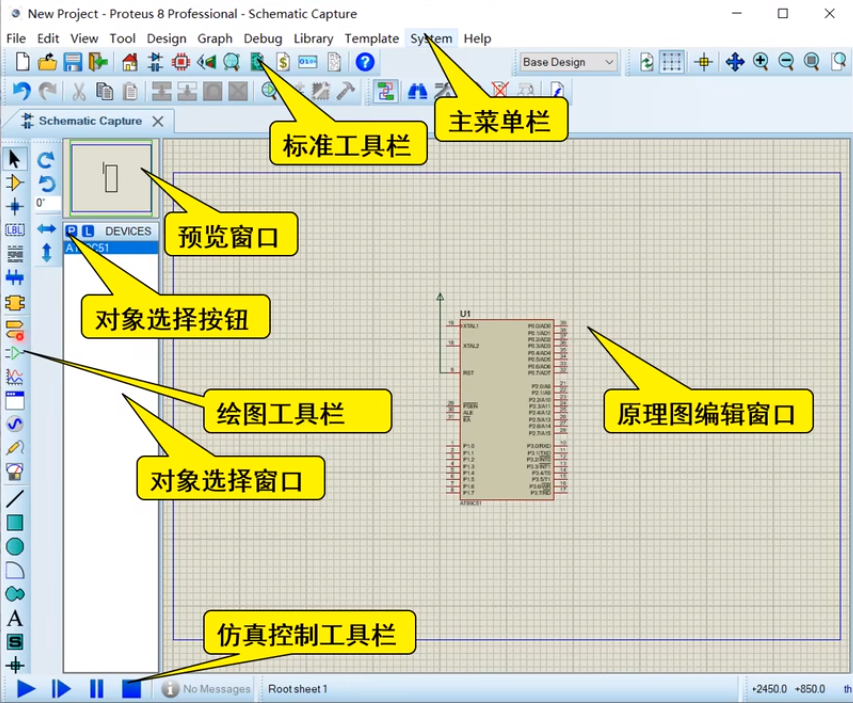 New Project - Proteus 8 Professional - Schematic Capture
File Edit View Tool Design Graph Debug Library Template System Help
Base Design
Schematic Capture
主菜单栏
标准工具栏
0°
预览窗口
P L DEVICES
对象选择按钮
U1
XTAL1
XTAL2
RST
PSEN
ALE
EA
P1.0
P1.1
P1.2
P1.3
P1.4
P1.5
P1.6
P1.7
P0.0/AD0
P0.1/AD1
P0.2/AD2
P0.3/AD3
P0.4/AD4
P0.5/AD5
P0.6/AD6
P0.7/AD7
P2.0/A8
P2.1/A9
P2.2/A10
P2.3/A11
P2.4/A12
P2.5/A13
P2.6/A14
P2.7/A15
P3.0/RXD
P3.1/TXD
P3.2/INT0
P3.3/INT1
P3.4/T0
P3.5/T1
P3.6/WR
P3.7/RD
AT89C51
原理图编辑窗口
绘图工具栏
对象选择窗口
LBL
A
S
仿真控制工具栏
No Messages
Root sheet 1
+2450.0 +850.0 th